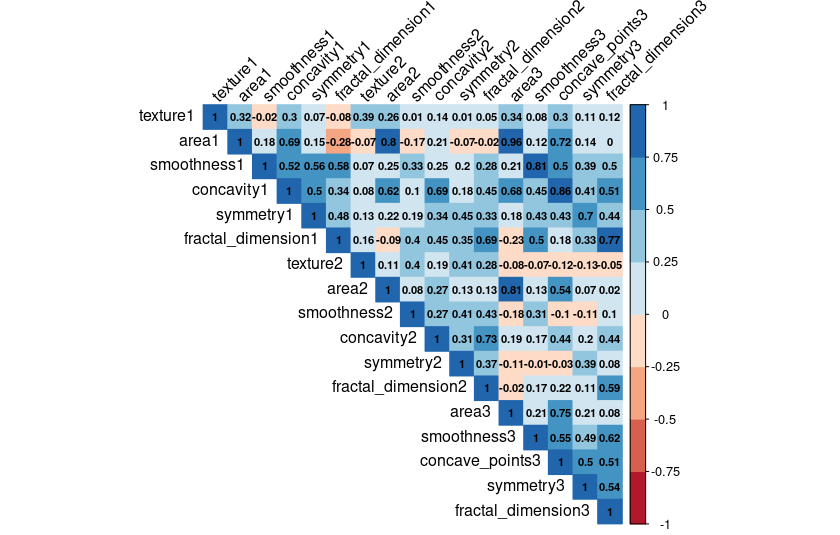 texture1
area1
smoothness1
concavity1
symmetry1
fractal_dimension1
texture2
area2
smoothness2
concavity2
symmetry2
fractal_dimension2
area3
smoothness3
concave_points3
symmetry3
fractal_dimension3
texture1 1 0.32 -0.02 0.3 0.07 -0.08 0.39 0.26 0.01 0.14 0.01 0.05 0.34 0.08 0.3 0.11 0.12
area1 1 0.18 0.69 0.15 -0.28 -0.07 0.8 -0.17 0.21 -0.07 -0.02 0.96 0.12 0.72 0.14 0
smoothness1 1 0.52 0.56 0.58 0.07 0.25 0.33 0.25 0.2 0.28 0.21 0.81 0.5 0.39 0.5
concavity1 1 0.5 0.34 0.08 0.62 0.1 0.69 0.18 0.45 0.68 0.45 0.86 0.41 0.51
symmetry1 1 0.48 0.13 0.22 0.19 0.34 0.45 0.33 0.18 0.43 0.43 0.7 0.44
fractal_dimension1 1 0.16 -0.09 0.4 0.45 0.35 0.69 -0.23 0.5 0.18 0.33 0.77
texture2 1 0.11 0.4 0.19 0.41 0.28 -0.08 -0.07 -0.12 -0.13 -0.05
area2 1 0.08 0.27 0.13 0.13 0.81 0.13 0.54 0.07 0.02
smoothness2 1 0.27 0.41 0.43 -0.18 0.31 -0.1 -0.11 0.1
concavity2 1 0.31 0.73 0.19 0.17 0.44 0.2 0.44
symmetry2 1 0.37 -0.11 -0.01 -0.03 0.39 0.08
fractal_dimension2 1 -0.02 0.17 0.22 0.11 0.59
area3 1 0.21 0.75 0.21 0.08
smoothness3 1 0.55 0.49 0.62
concave_points3 1 0.5 0.51
symmetry3 1 0.54
fractal_dimension3 1
1
0.75
0.5
0.25
0
-0.25
-0.5
-0.75
-1